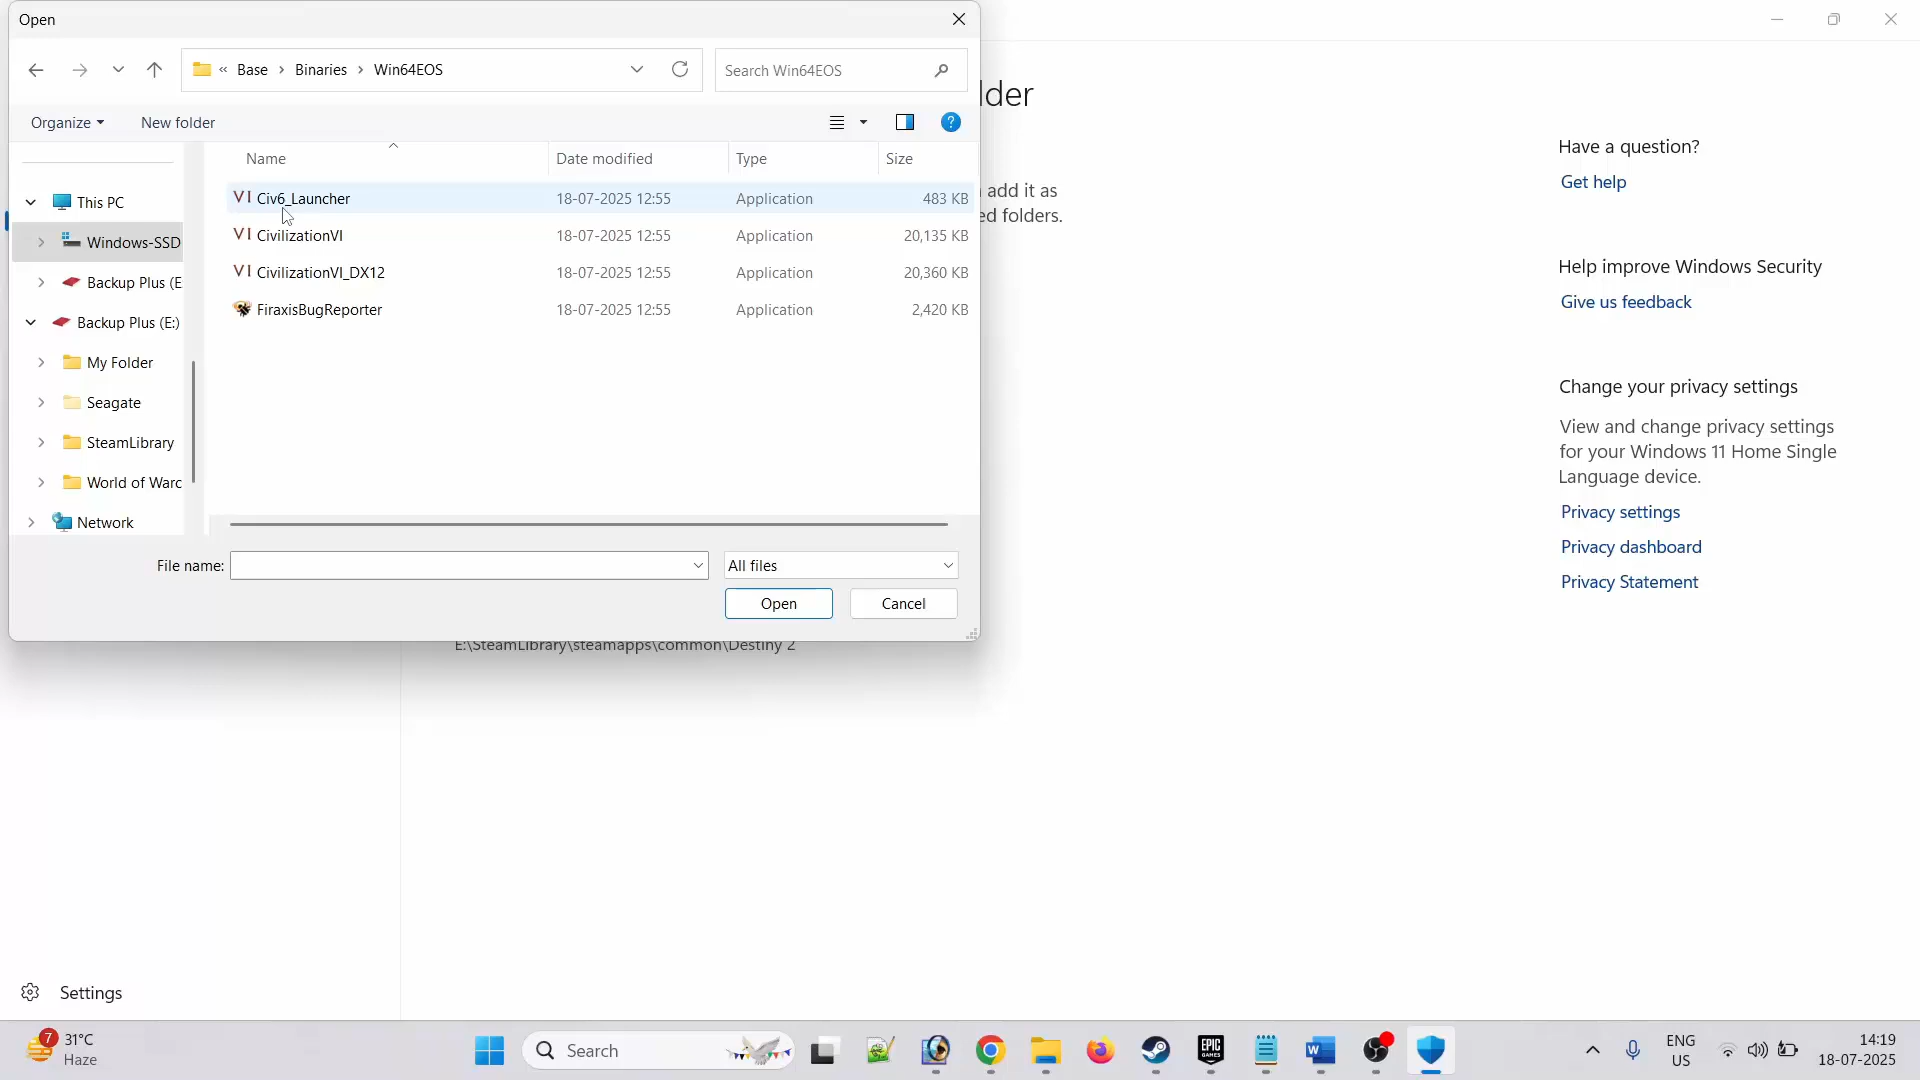 Open
« Base > Binaries > Win64EOS
Search Win64EOS
Organize
New folder
Name
Date modified
Type
Size
This PC
Windows-SSD
Backup Plus (E
Backup Plus (E:)
My Folder
Seagate
SteamLibrary
World of Warc
Network
VI Civ6_Launcher 18-07-2025 12:55 Application 483 KB
VI CivilizationVI 18-07-2025 12:55 Application 20,135 KB
VI CivilizationVI_DX12 18-07-2025 12:55 Application 20,360 KB
FiraxisBugReporter 18-07-2025 12:55 Application 2,420 KB
File name:
All files
Open
Cancel
lder
add it as
ed folders.
E:\SteamLibrary\steamapps\common\Destiny 2
Have a question?
Get help
Help improve Windows Security
Give us feedback
Change your privacy settings
View and change privacy settings
for your Windows 11 Home Single
Language device.
Privacy settings
Privacy dashboard
Privacy Statement
Settings
7
31°C
Haze
Search
EPIC
GAMES
W
ENG
US
14:19
18-07-2025